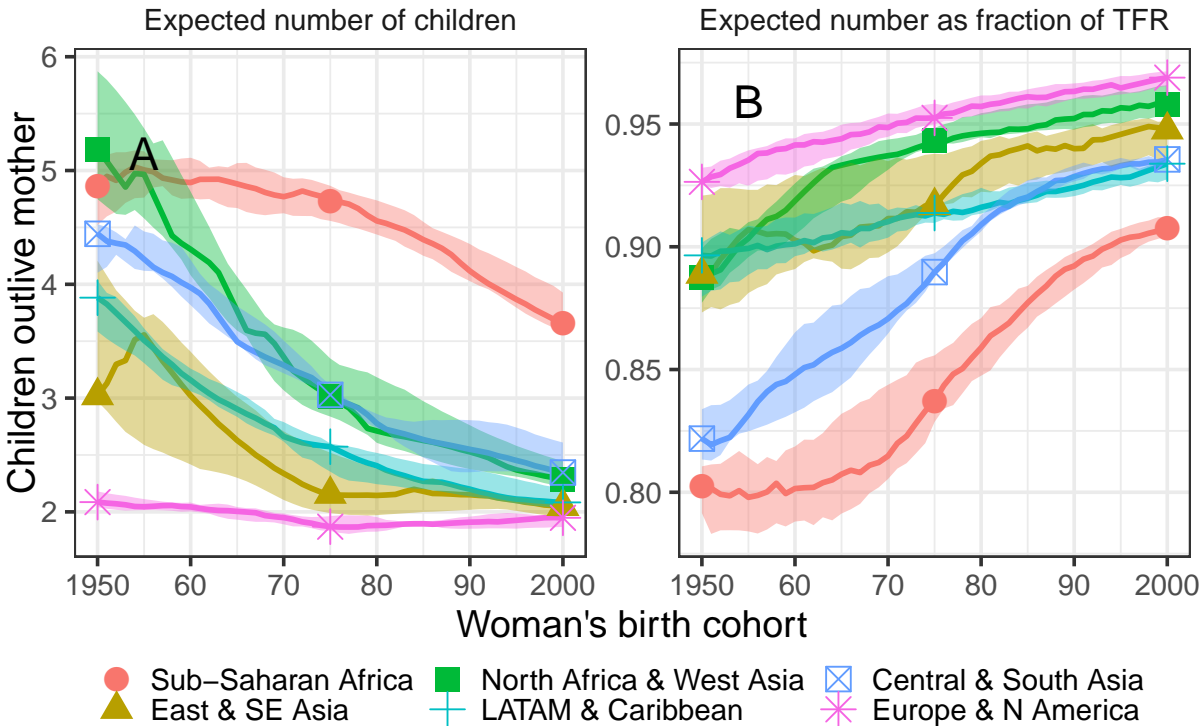 Expected number of children
Expected number as fraction of TFR
Children outlive mother
6
5
4
3
2
A
1950 60 70 80 90 2000
0.95
0.90
0.85
0.80
B
1950 60 70 80 90 2000
Woman's birth cohort
Sub−Saharan Africa North Africa & West Asia Central & South Asia
East & SE Asia LATAM & Caribbean Europe & N America